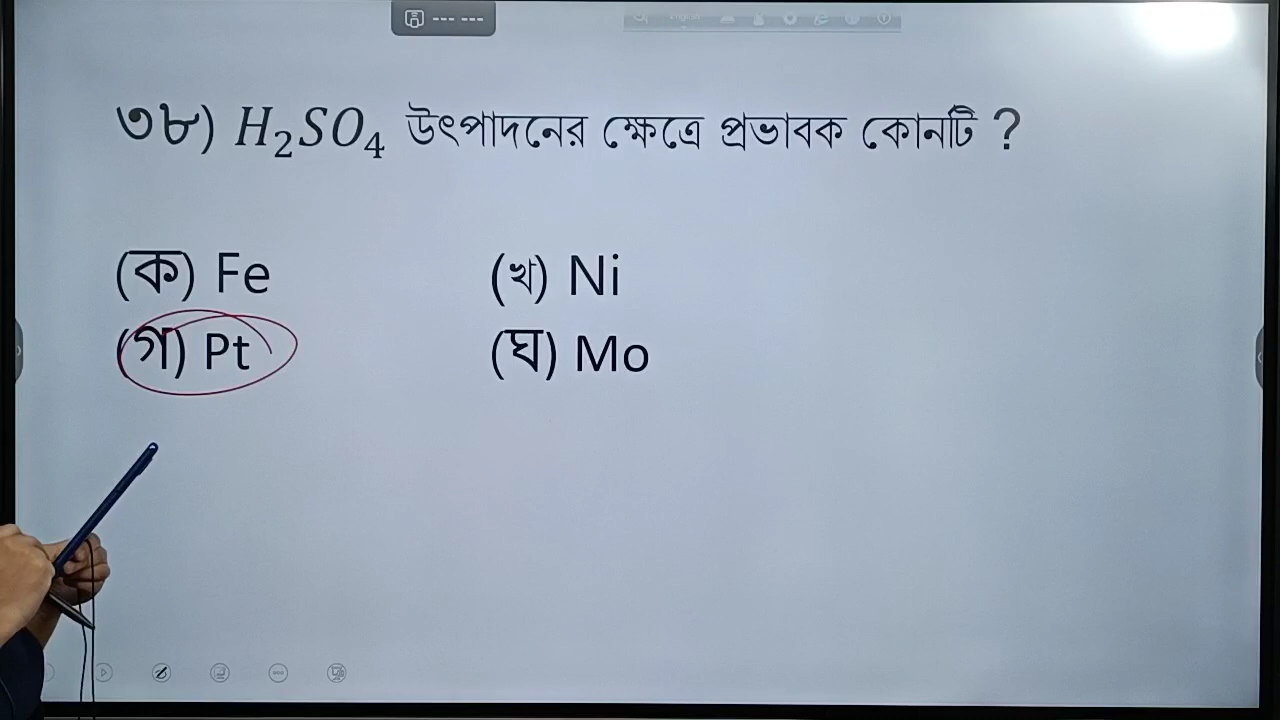 ৩৮) H₂SO₄ উৎপাদনের ক্ষেত্রে প্রভাবক কোনটি ?
(ক) Fe (খ) Ni
(গ) Pt (ঘ) Mo